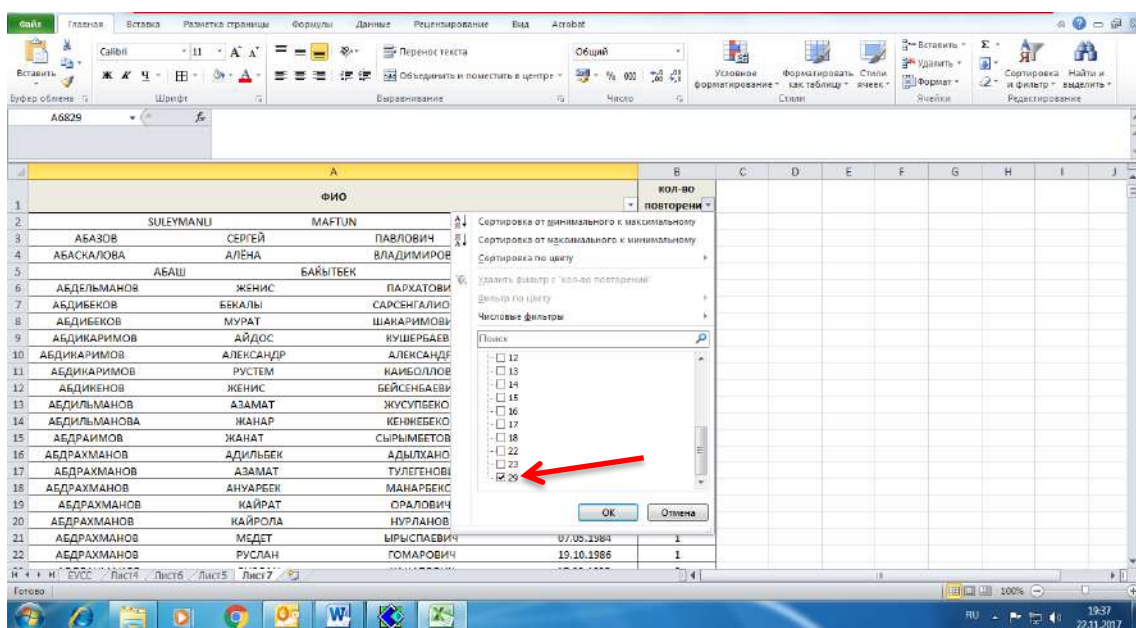 Файл Главная Вставка Разметка страницы Формулы Данные Рецензирование Вид Acrobat
Вставить
Calibri 11
Ж К Ч
Перенос текста
Объединить и поместить в центре
Общий
% 000
Условное форматирование
Форматировать как таблицу
Стили ячеек
Вставить
Удалить
Формат
Сортировка и фильтр
Найти и выделить
Буфер обмена Шрифт Выравнивание Число Стили Ячейки Редактирование
A6829 fx
A B C D E F G H I J
1 ФИО кол-во повторени
2 SULEYMANLI MAFTUN
3 АБАЗОВ СЕРГЕЙ ПАВЛОВИЧ
4 АБАСКАЛОВА АЛЁНА ВЛАДИМИРОВ
5 АБАШ БАКЫТБЕК
6 АБДЕЛЬМАНОВ ЖЕНИС ПАРХАТОВИ
7 АБДИБЕКОВ БЕКАЛЫ САРСЕНГАЛИО
8 АБДИБЕКОВ МУРАТ ШАКАРИМОВИ
9 АБДИКАРИМОВ АЙДОС КУШЕРБАЕВ
10 АБДИКАРИМОВ АЛЕКСАНДР АЛЕКСАНДР
11 АБДИКАРИМОВ РУСТЕМ КАИБОЛЛОВ
12 АБДИКЕНОВ ЖЕНИС БЕЙСЕНБАЕВИ
13 АБДИЛЬМАНОВ АЗАМАТ ЖУСУПБЕКО
14 АБДИЛЬМАНОВА ЖАНАР КЕНЖЕБЕКО
15 АБДРАИМОВ ЖАНАТ СЫРЫМБЕТОВ
16 АБДРАХМАНОВ АДИЛЬБЕК АДЫЛХАНО
17 АБДРАХМАНОВ АЗАМАТ ТУЛЕГЕНОВ
18 АБДРАХМАНОВ АНУАРБЕК МАНАРБЕКО
19 АБДРАХМАНОВ КАЙРАТ ОРАЛОВИЧ
20 АБДРАХМАНОВ КАЙРОЛА НУРЛАНОВ
21 АБДРАХМАНОВ МЕДЕТ ЫРЫСПАЕВИЧ 07.05.1984 1
22 АБДРАХМАНОВ РУСЛАН ГОМАРОВИЧ 19.10.1986 1
Сортировка от минимального к максимальному
Сортировка от максимального к минимальному
Сортировка по цвету
Удалить фильтр с "кол-во повторений"
Фильтр по цвету
Числовые фильтры
Поиск
12
13
14
15
16
17
18
22
23
29
OK Отмена
EVCC Лист4 Лист6 Лист5 Лист7
Готово 100%
RU 19:37
22.11.2017